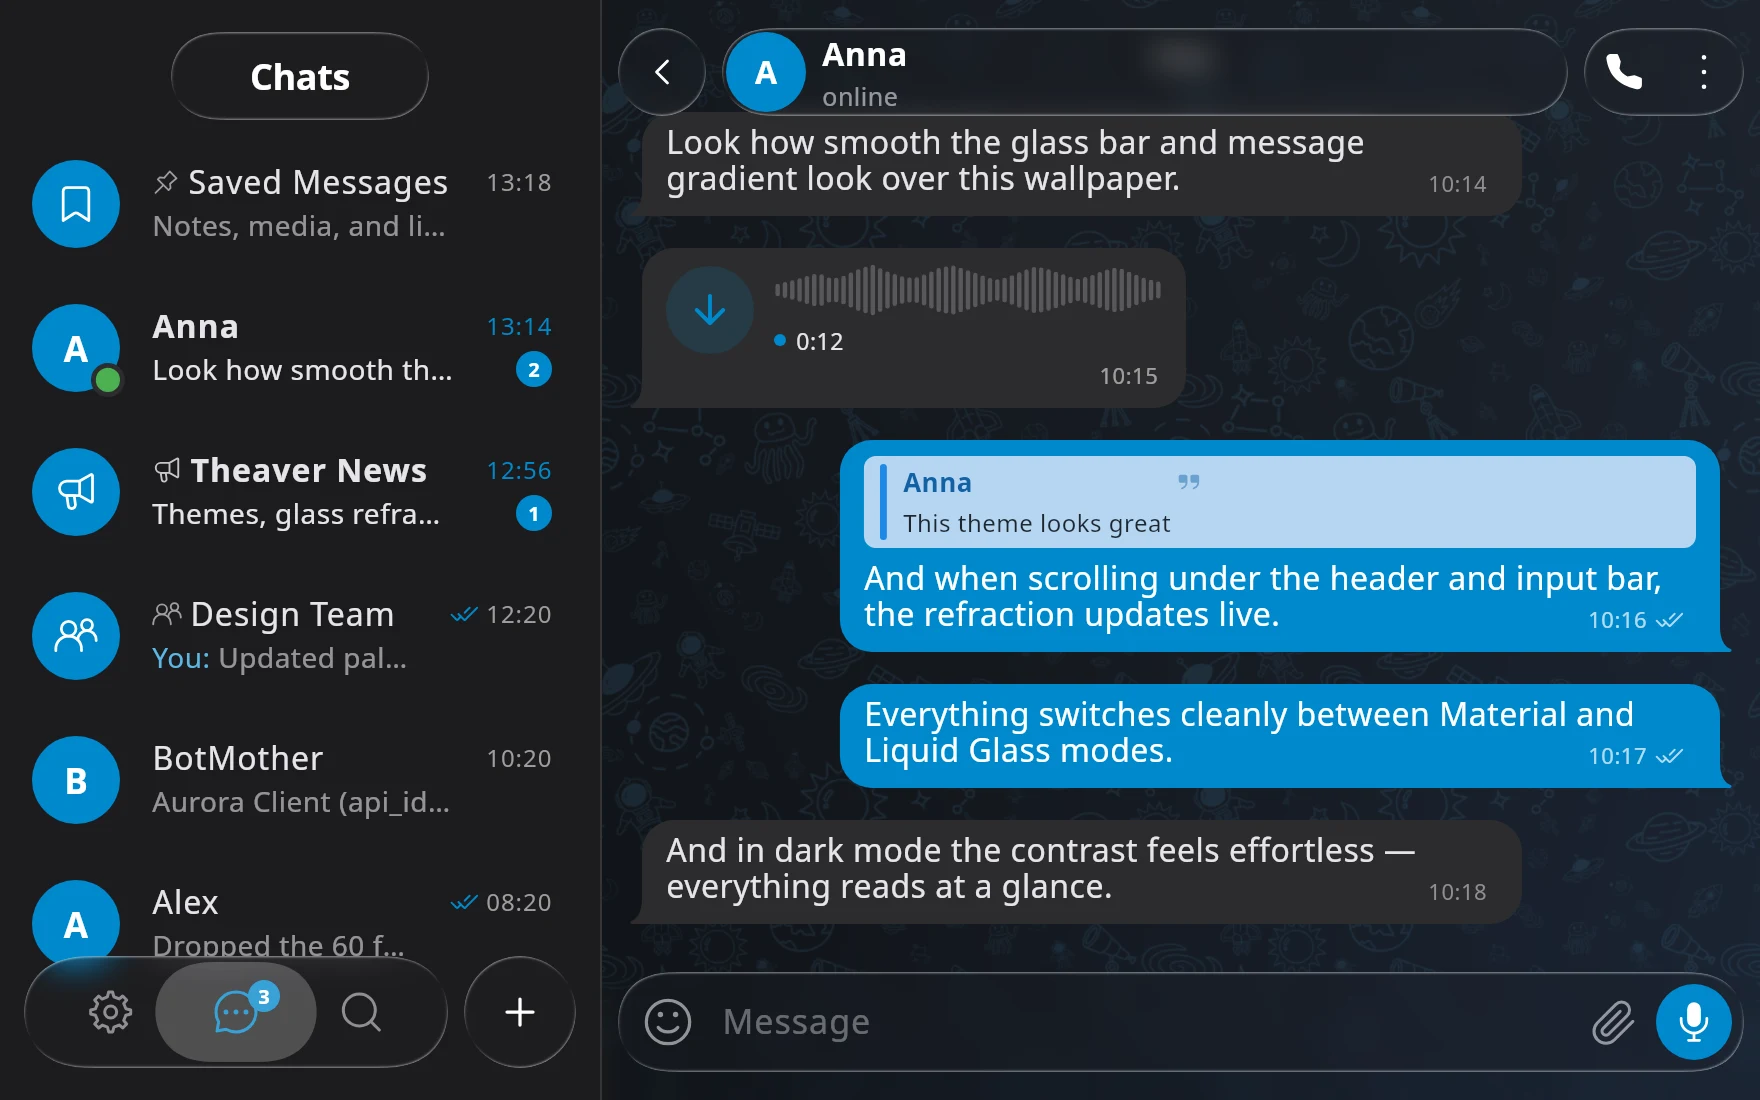 Chats
Saved Messages 13:18
Notes, media, and li...
A
Anna 13:14
Look how smooth th... 2
Theaver News 12:56
Themes, glass refra... 1
Design Team 12:20
You: Updated pal...
B
BotMother 10:20
Aurora Client (api_id...
A
Alex 08:20
Dropped the 60 f...
3
A
Anna
online
Look how smooth the glass bar and message
gradient look over this wallpaper. 10:14
0:12
10:15
Anna
This theme looks great
And when scrolling under the header and input bar,
the refraction updates live. 10:16
Everything switches cleanly between Material and
Liquid Glass modes. 10:17
And in dark mode the contrast feels effortless —
everything reads at a glance. 10:18
Message